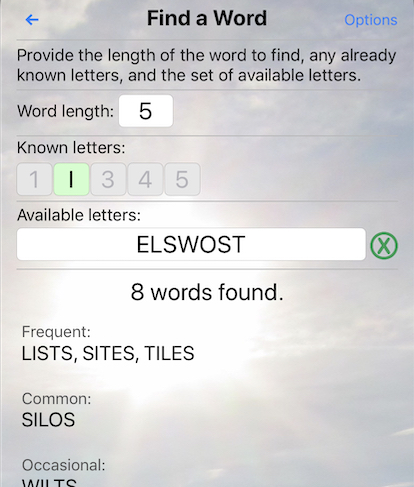 ← Find a Word Options
Provide the length of the word to find, any already
known letters, and the set of available letters.
Word length: 5
Known letters:
1 I 3 4 5
Available letters:
ELSWOST X
8 words found.
Frequent:
LISTS, SITES, TILES
Common:
SILOS
Occasional:
WILTS